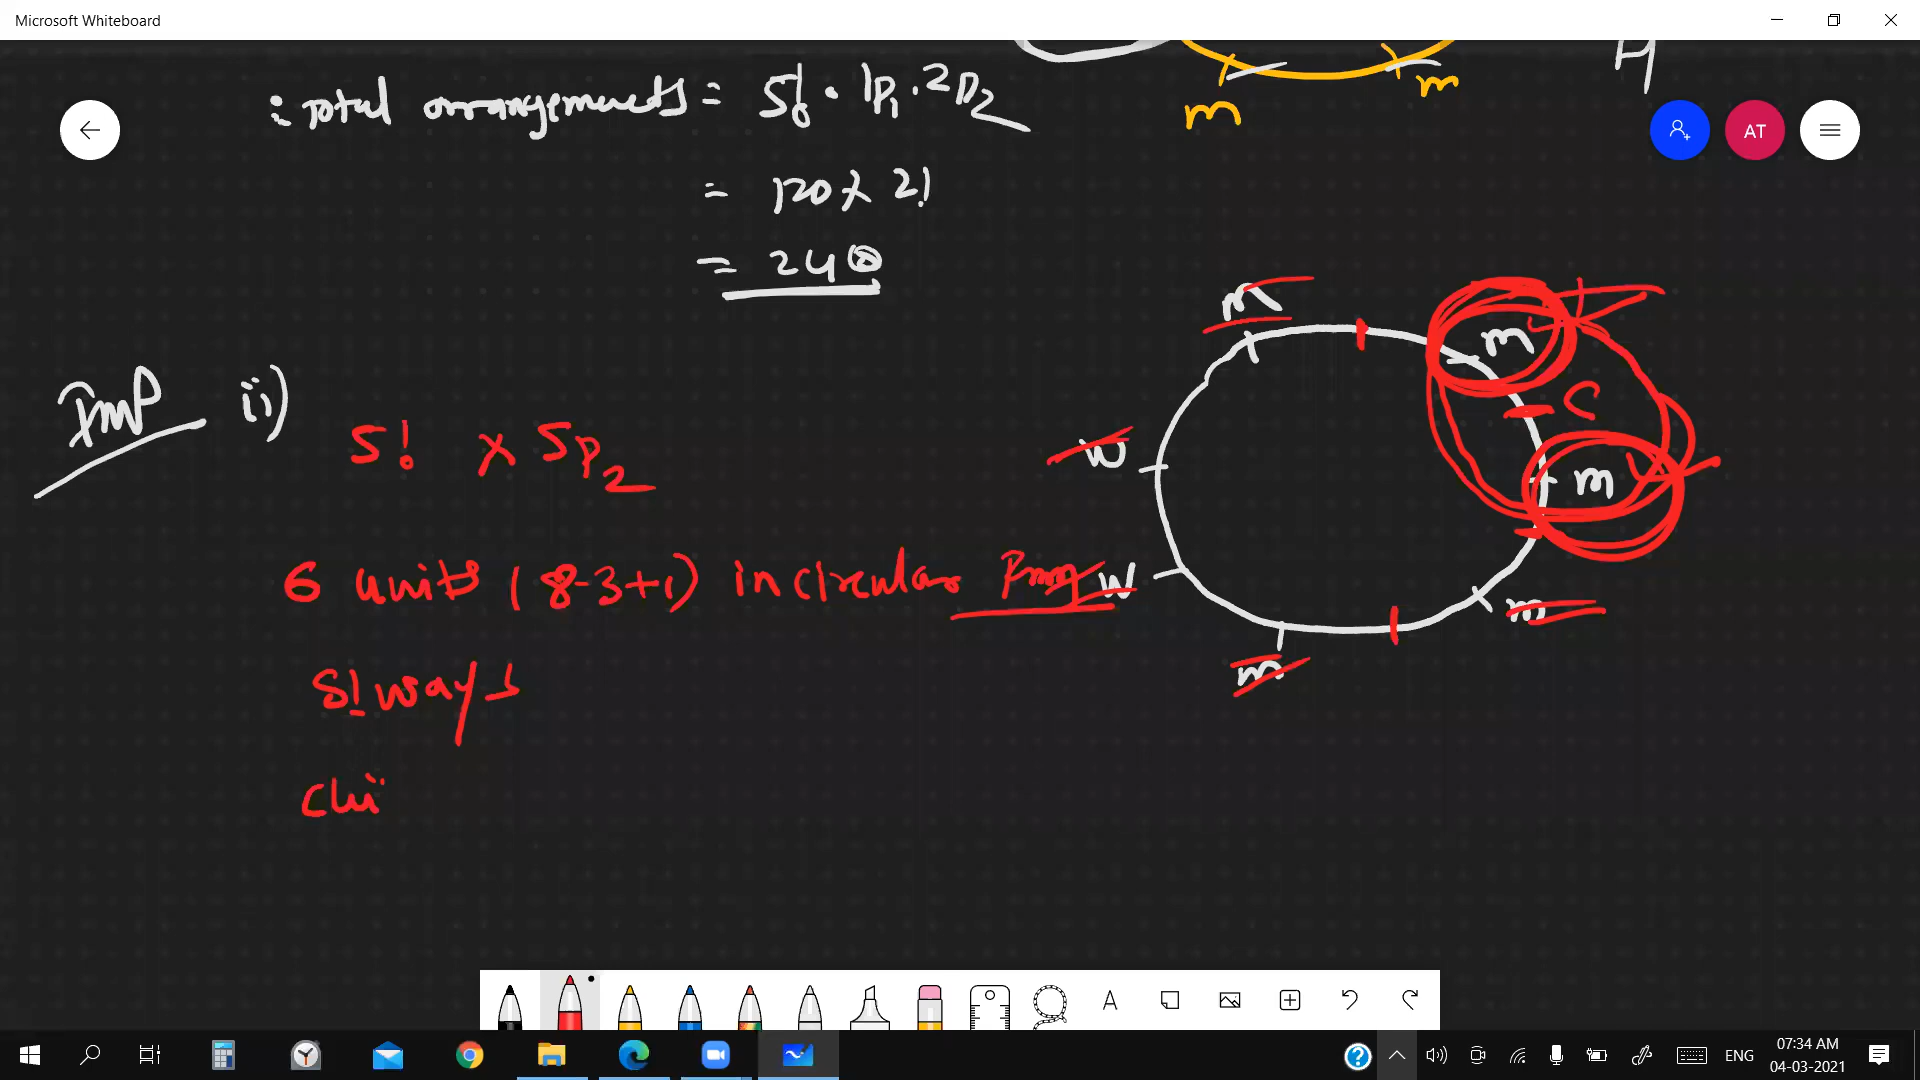 Microsoft Whiteboard
∴ total arrangements = 5! · 1p₁ · 2p₂
= 120 × 2!
= 240
m
m
H
AT
Imp ii)
5! × 5p₂
6 units (8-3+1) in circular
5! ways
m
m
C
m
m
m
W
W
ENG
07:34 AM
04-03-2021